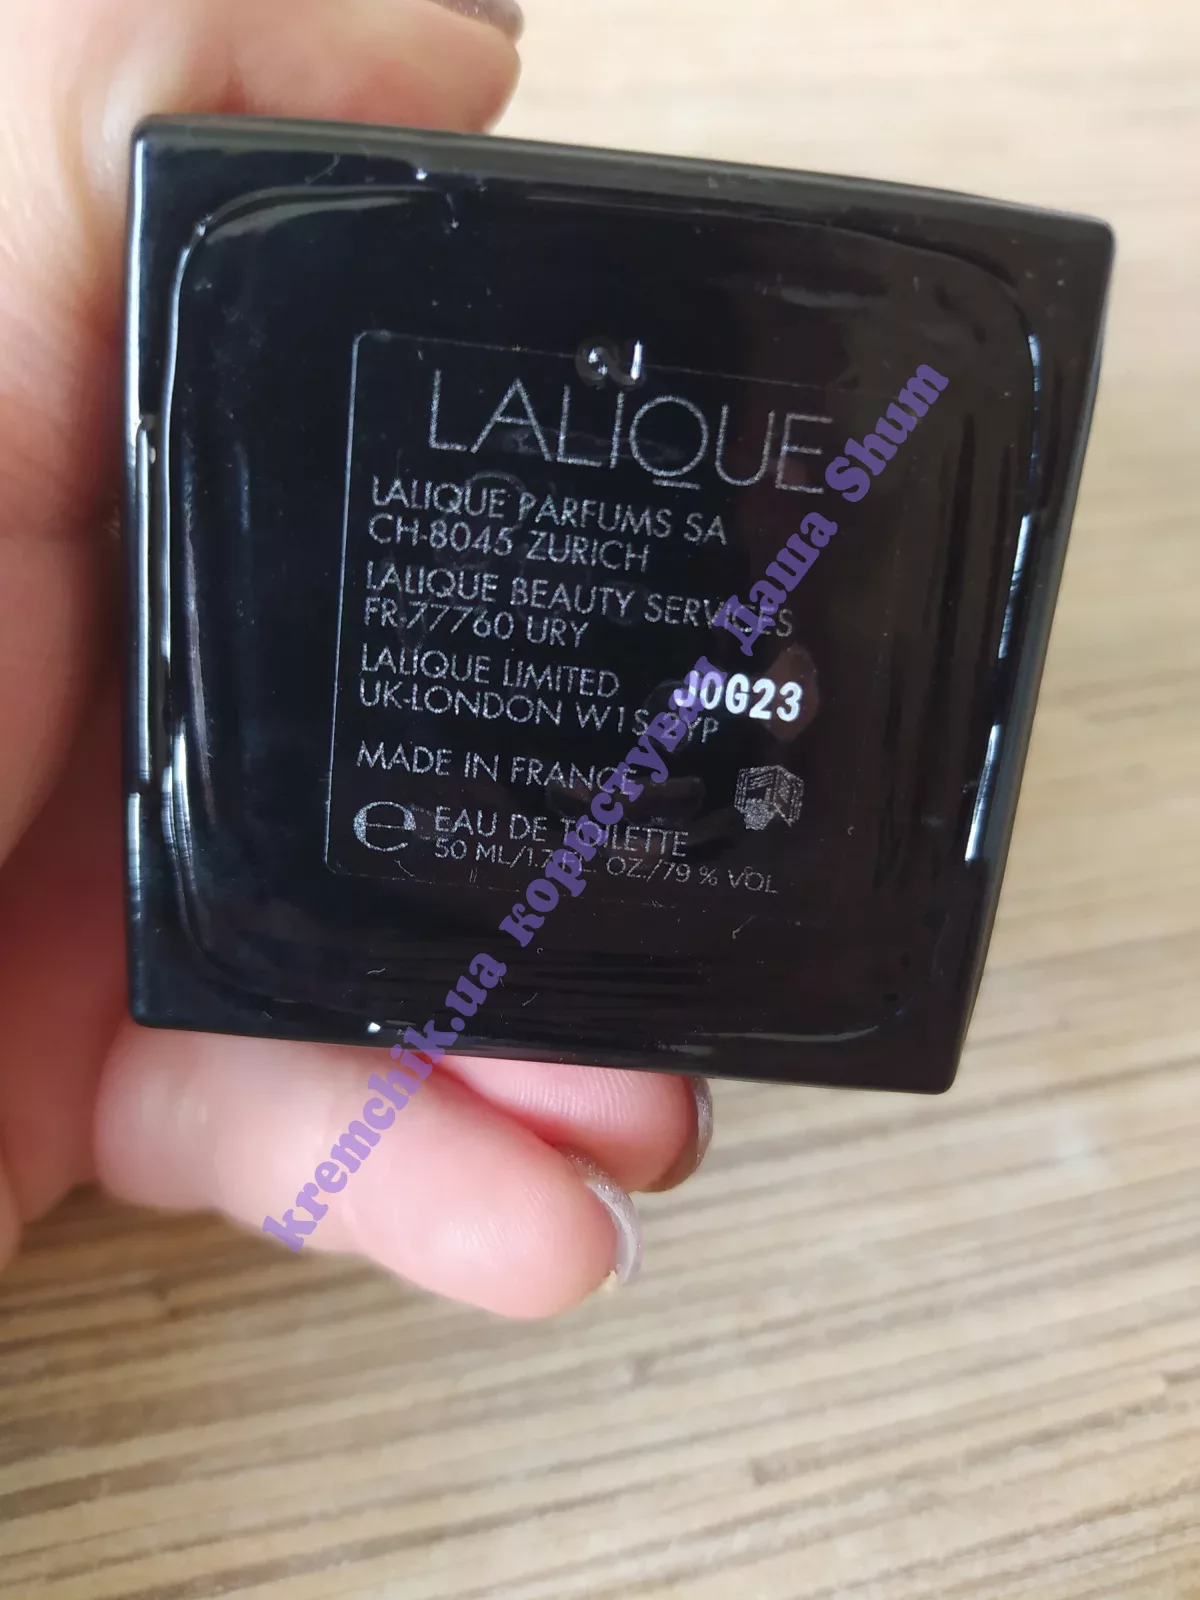 LALIQUE
LALIQUE PARFUMS SA
CH-8045 ZURICH
LALIQUE BEAUTY SERVICES
FR-77760 URY
LALIQUE LIMITED
UK-LONDON W1S
J0G23
MADE IN FRANCE
e EAU DE TOILETTE
50 ML/1.7 FL. OZ./79 % VOL
kremchik.ua користувач Даша Shum